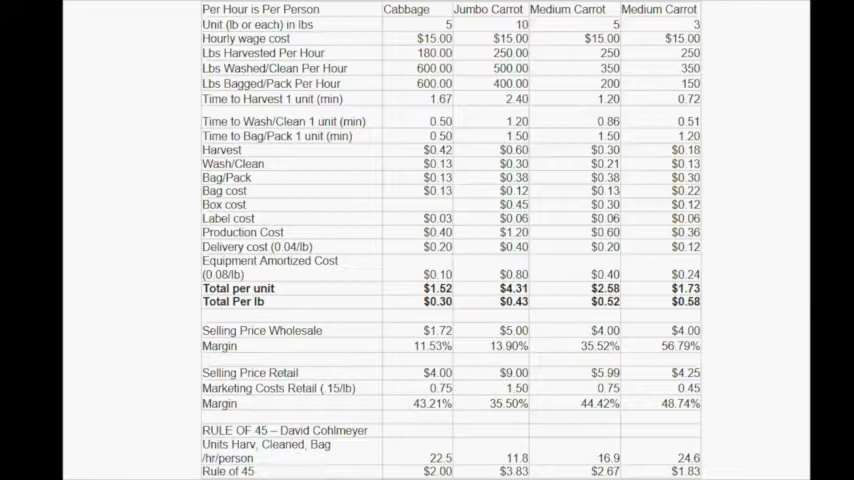 Per Hour is Per Person Cabbage Jumbo Carrot Medium Carrot Medium Carrot
Unit (lb or each) in lbs 5 10 5 3
Hourly wage cost $15.00 $15.00 $15.00 $15.00
Lbs Harvested Per Hour 180.00 250.00 250 250
Lbs Washed/Clean Per Hour 600.00 500.00 350 350
Lbs Bagged/Pack Per Hour 600.00 400.00 200 150
Time to Harvest 1 unit (min) 1.67 2.40 1.20 0.72
Time to Wash/Clean 1 unit (min) 0.50 1.20 0.86 0.51
Time to Bag/Pack 1 unit (min) 0.50 1.50 1.50 1.20
Harvest $0.42 $0.60 $0.30 $0.18
Wash/Clean $0.13 $0.30 $0.21 $0.13
Bag/Pack $0.13 $0.38 $0.38 $0.30
Bag cost $0.13 $0.12 $0.13 $0.22
Box cost $0.45 $0.30 $0.12
Label cost $0.03 $0.06 $0.06 $0.06
Production Cost $0.40 $1.20 $0.60 $0.36
Delivery cost (0.04/lb) $0.20 $0.40 $0.20 $0.12
Equipment Amortized Cost
(0.08/lb) $0.10 $0.80 $0.40 $0.24
Total per unit $1.52 $4.31 $2.58 $1.73
Total Per lb $0.30 $0.43 $0.52 $0.58
Selling Price Wholesale $1.72 $5.00 $4.00 $4.00
Margin 11.53% 13.90% 35.52% 56.79%
Selling Price Retail $4.00 $9.00 $5.99 $4.25
Marketing Costs Retail (.15/lb) 0.75 1.50 0.75 0.45
Margin 43.21% 35.50% 44.42% 48.74%
RULE OF 45 – David Cohlmeyer
Units Harv, Cleaned, Bag
/hr/person 22.5 11.8 16.9 24.6
Rule of 45 $2.00 $3.83 $2.67 $1.83